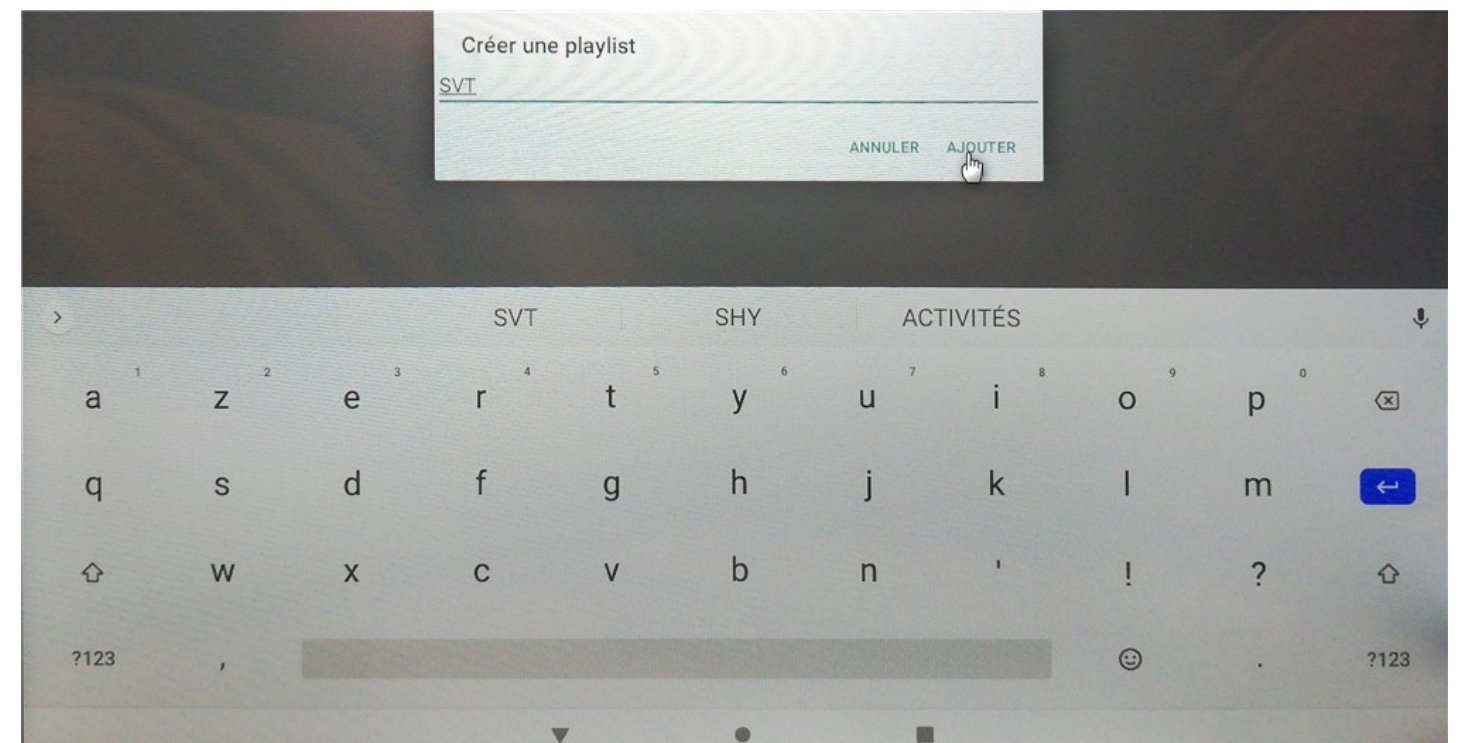 Créer une playlist
SVT
ANNULER AJOUTER
SVT SHY ACTIVITÉS
1 2 3 4 5 6 7 8 9 0
a z e r t y u i o p
q s d f g h j k l m
w x c v b n ' ! ?
?123 , . ?123